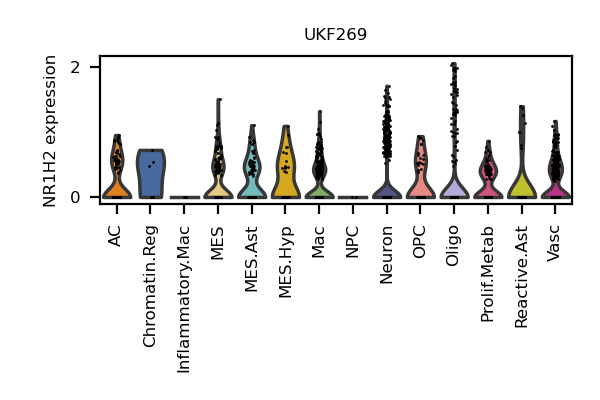 UKF269
NR1H2 expression
2
0
AC
Chromatin.Reg
Inflammatory.Mac
MES
MES.Ast
MES.Hyp
Mac
NPC
Neuron
OPC
Oligo
Prolif.Metab
Reactive.Ast
Vasc